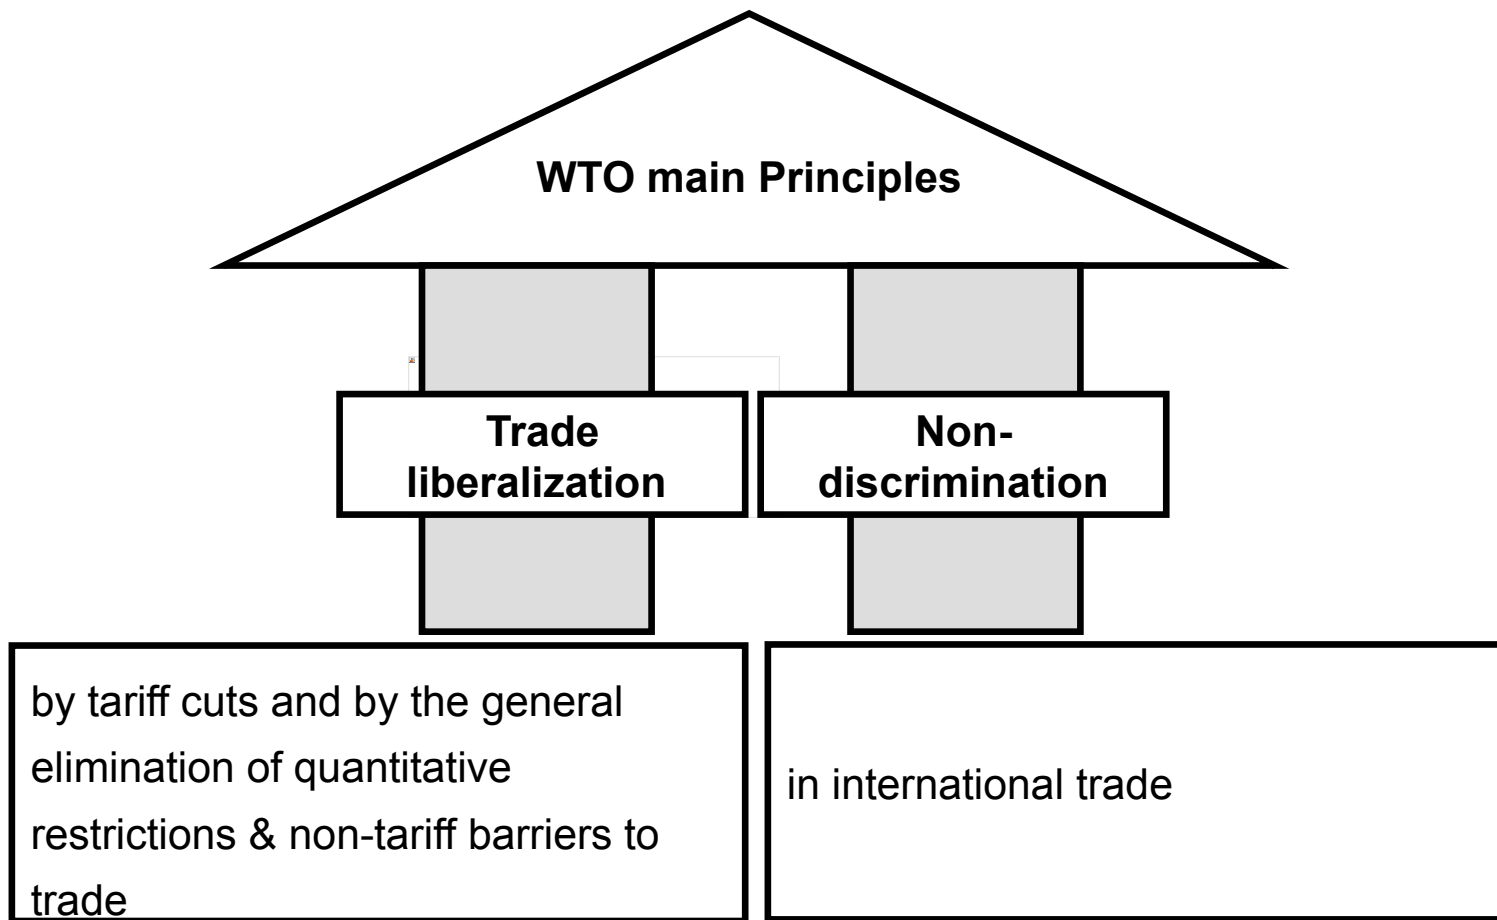 WTO main Principles
Trade
liberalization
Non-
discrimination
by tariff cuts and by the general
elimination of quantitative
restrictions & non-tariff barriers to
trade
in international trade